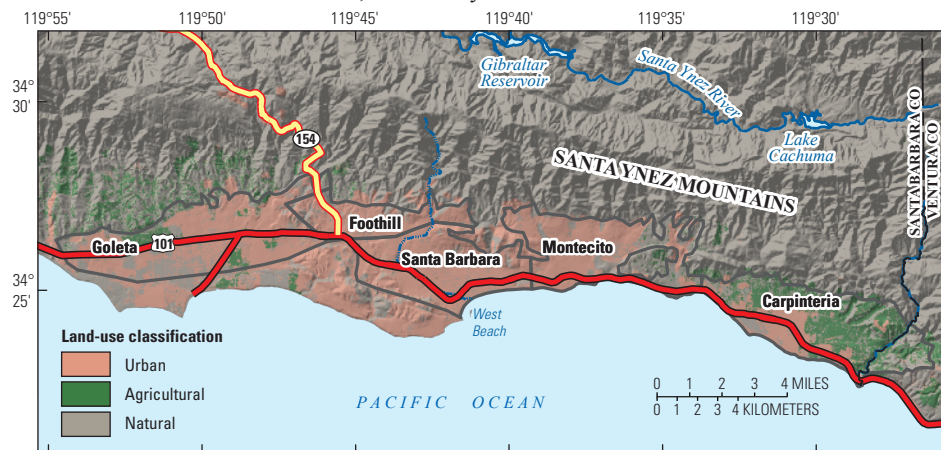 119°55'
119°50'
119°45'
119°40'
119°35'
119°30'
34°
30'
34°
25'
Gibraltar
Reservoir
Santa Ynez River
Lake
Cachuma
154
SANTA YNEZ MOUNTAINS
SANTA BARBARA CO
VENTURA CO
Foothill
Goleta
101
Santa Barbara
Montecito
Carpinteria
West
Beach
Land-use classification
Urban
Agricultural
Natural
PACIFIC OCEAN
0 1 2 3 4 MILES
0 1 2 3 4 KILOMETERS